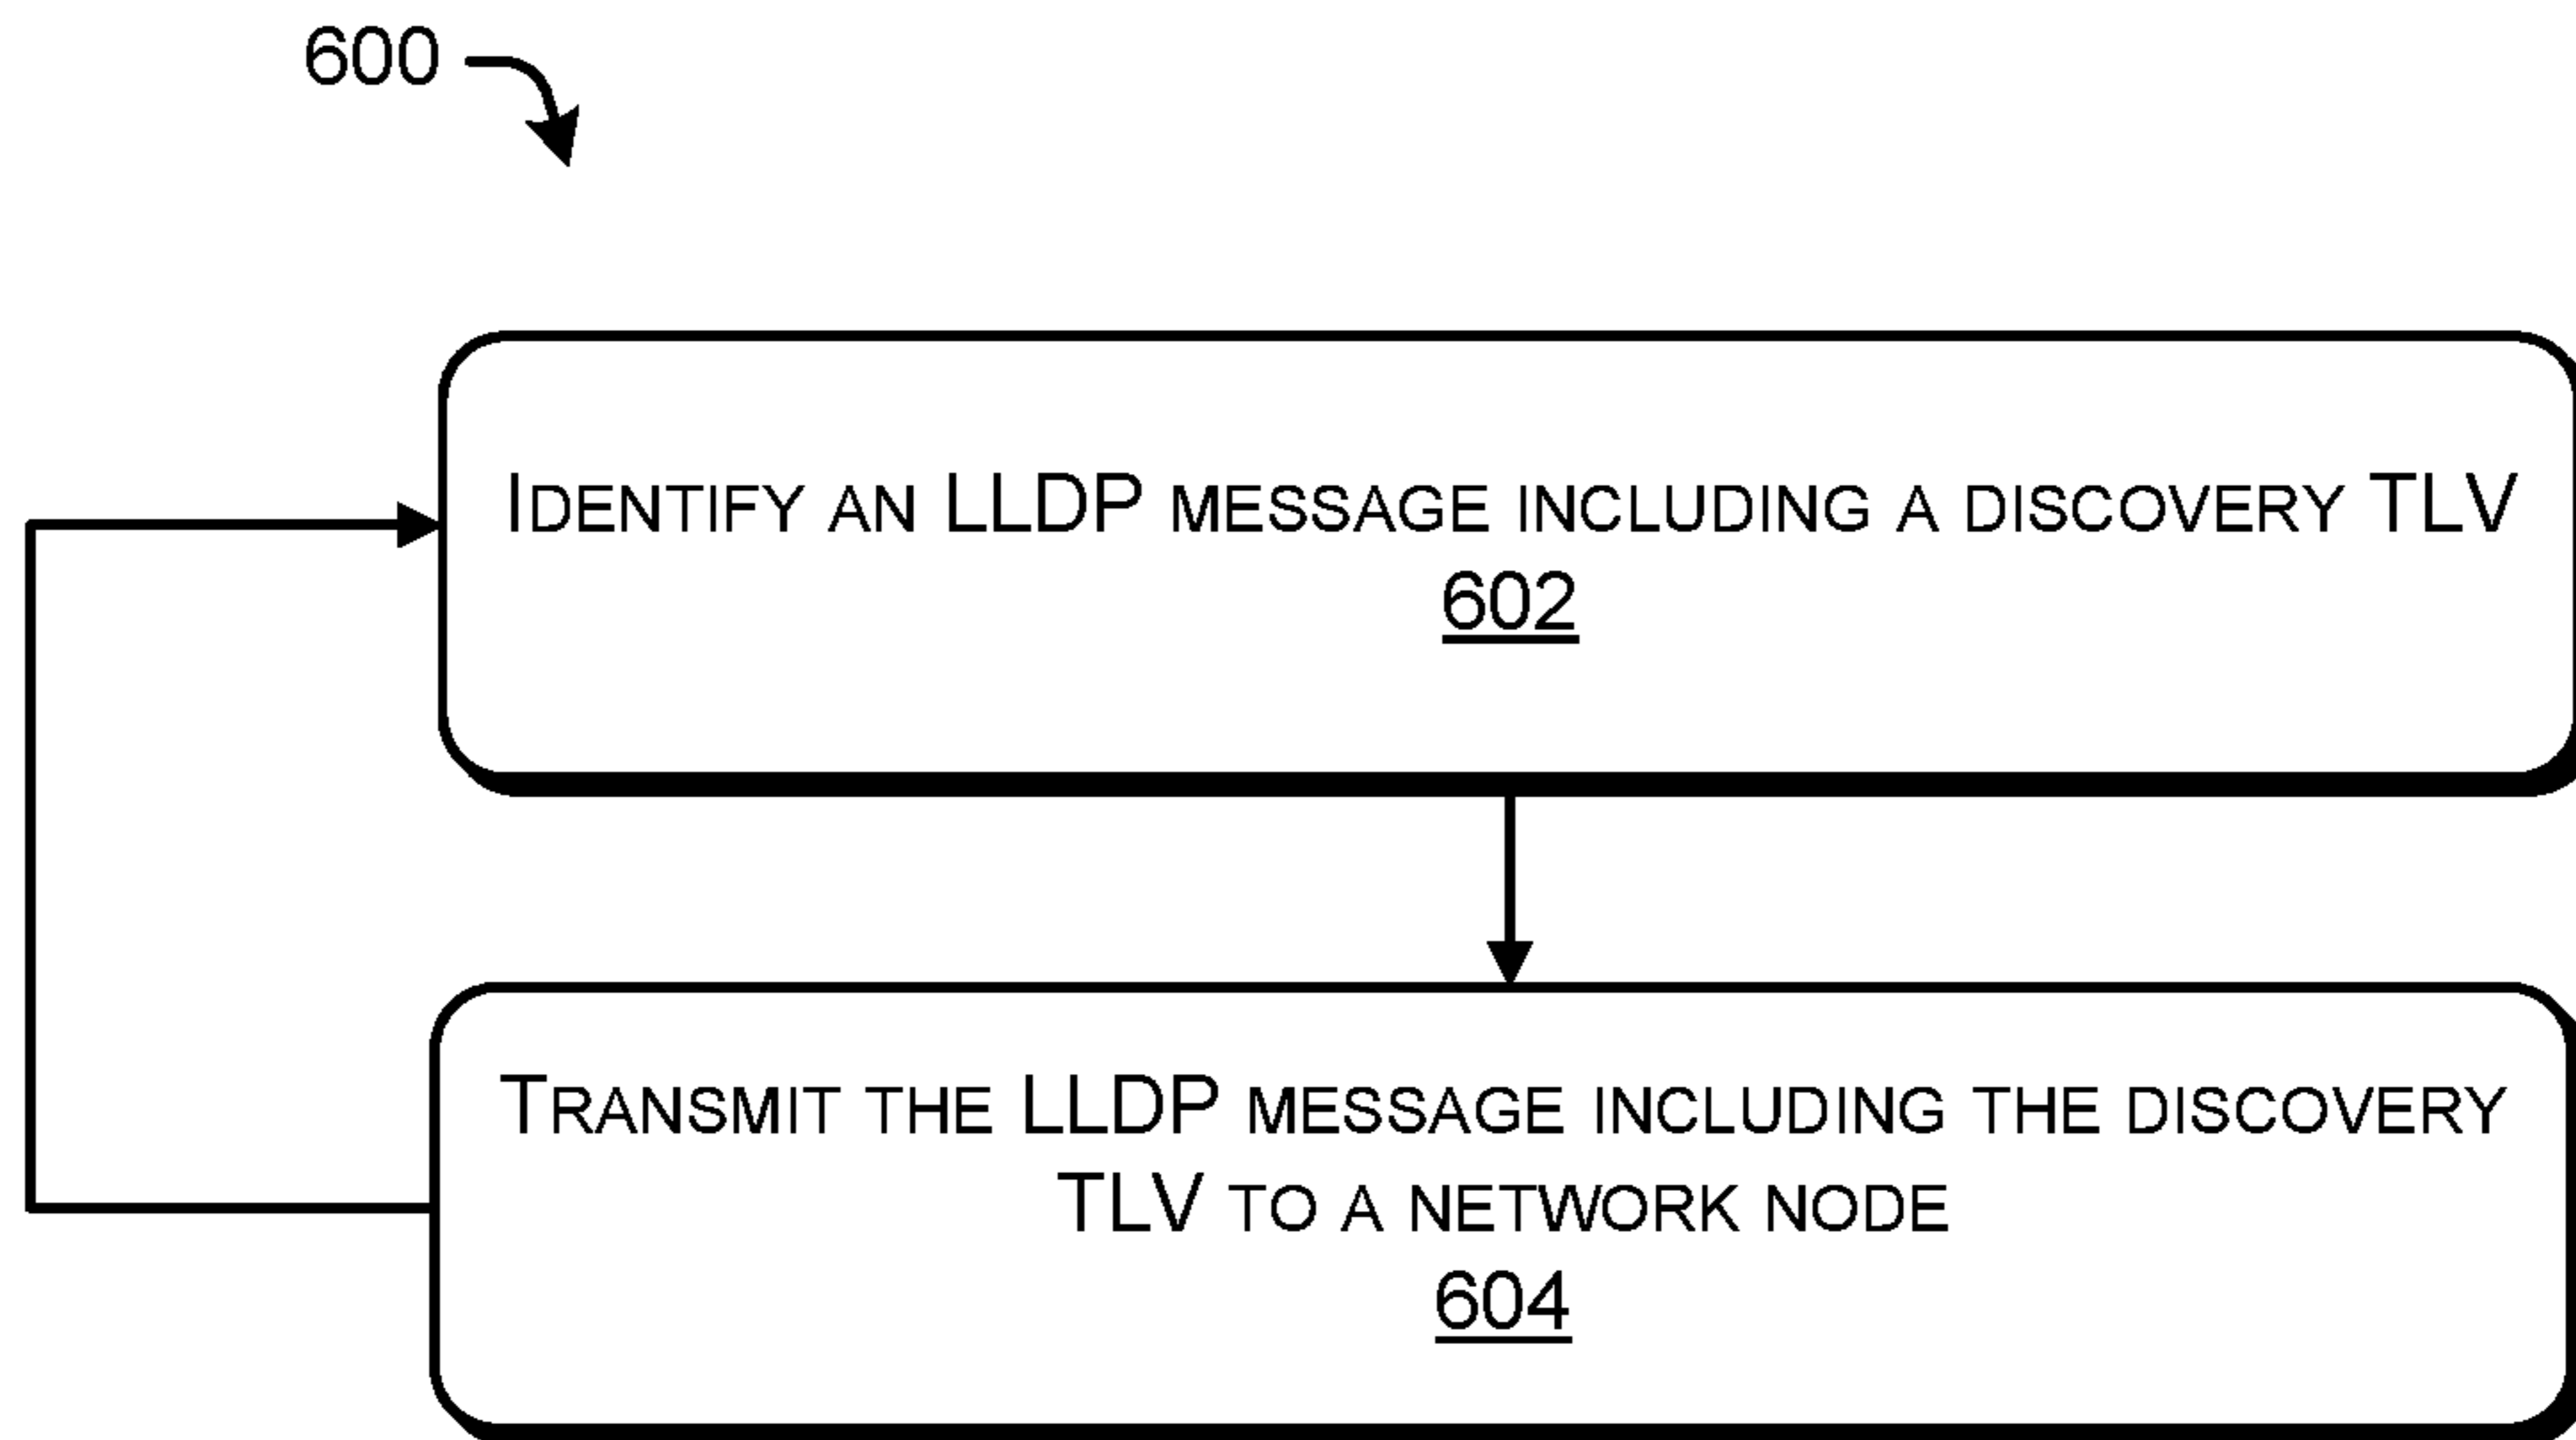 600
IDENTIFY AN LLDP MESSAGE INCLUDING A DISCOVERY TLV
602
TRANSMIT THE LLDP MESSAGE INCLUDING THE DISCOVERY
TLV TO A NETWORK NODE
604